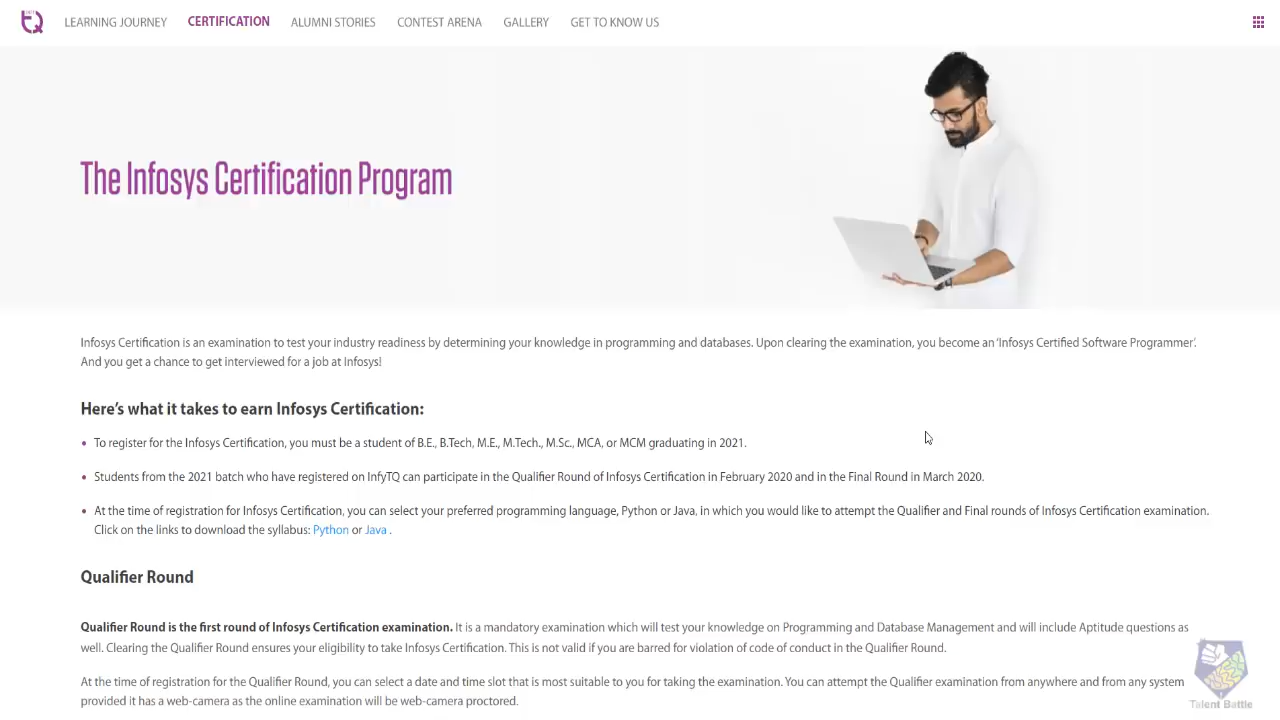 LEARNING JOURNEY CERTIFICATION ALUMNI STORIES CONTEST ARENA GALLERY GET TO KNOW US
The Infosys Certification Program
Infosys Certification is an examination to test your industry readiness by determining your knowledge in programming and databases. Upon clearing the examination, you become an 'Infosys Certified Software Programmer'.
And you get a chance to get interviewed for a job at Infosys!
Here's what it takes to earn Infosys Certification:
• To register for the Infosys Certification, you must be a student of B.E., B.Tech, M.E., M.Tech., M.Sc., MCA, or MCM graduating in 2021.
• Students from the 2021 batch who have registered on InfyTQ can participate in the Qualifier Round of Infosys Certification in February 2020 and in the Final Round in March 2020.
• At the time of registration for Infosys Certification, you can select your preferred programming language, Python or Java, in which you would like to attempt the Qualifier and Final rounds of Infosys Certification examination.
Click on the links to download the syllabus: Python or Java .
Qualifier Round
Qualifier Round is the first round of Infosys Certification examination. It is a mandatory examination which will test your knowledge on Programming and Database Management and will include Aptitude questions as
well. Clearing the Qualifier Round ensures your eligibility to take Infosys Certification. This is not valid if you are barred for violation of code of conduct in the Qualifier Round.
At the time of registration for the Qualifier Round, you can select a date and time slot that is most suitable to you for taking the examination. You can attempt the Qualifier examination from anywhere and from any system
provided it has a web-camera as the online examination will be web-camera proctored.
Talent Battle